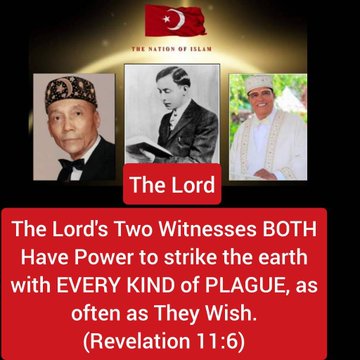 THE NATION OF ISLAM
The Lord
The Lord's Two Witnesses BOTH
Have Power to strike the earth
with EVERY KIND of PLAGUE, as
often as They Wish.
(Revelation 11:6)